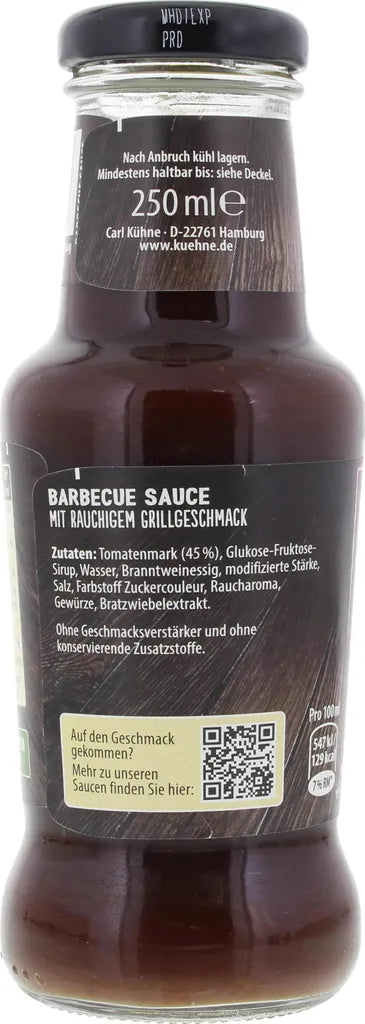 MHD/EXP
PRD
Nach Anbruch kühl lagern.
Mindestens haltbar bis: siehe Deckel.
250 ml℮
Carl Kühne · D-22761 Hamburg
www.kuehne.de
BARBECUE SAUCE
MIT RAUCHIGEM GRILLGESCHMACK
Zutaten: Tomatenmark (45 %), Glukose-Fruktose-
Sirup, Wasser, Branntweinessig, modifizierte Stärke,
Salz, Farbstoff Zuckercouleur, Raucharoma,
Gewürze, Bratzwiebelextrakt.
Ohne Geschmacksverstärker und ohne
konservierende Zusatzstoffe.
Auf den Geschmack
gekommen?
Mehr zu unseren
Saucen finden Sie hier:
Pro 100 ml
547 kJ/
129 kcal
7 % RM*